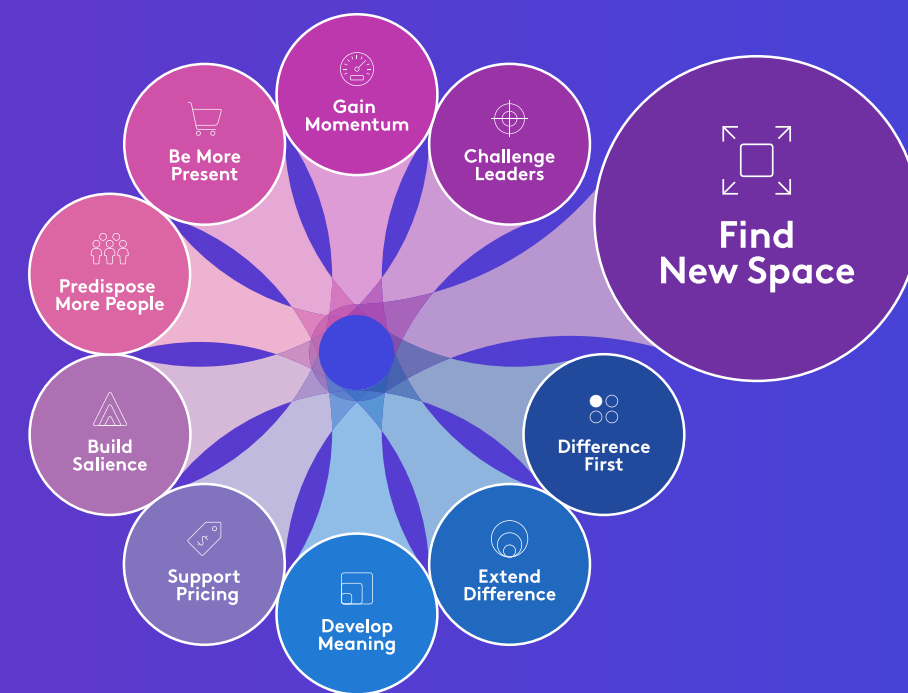 Gain
Momentum
Be More
Present
Challenge
Leaders
Find
New Space
Predispose
More People
Build
Salience
Difference
First
Support
Pricing
Extend
Difference
Develop
Meaning